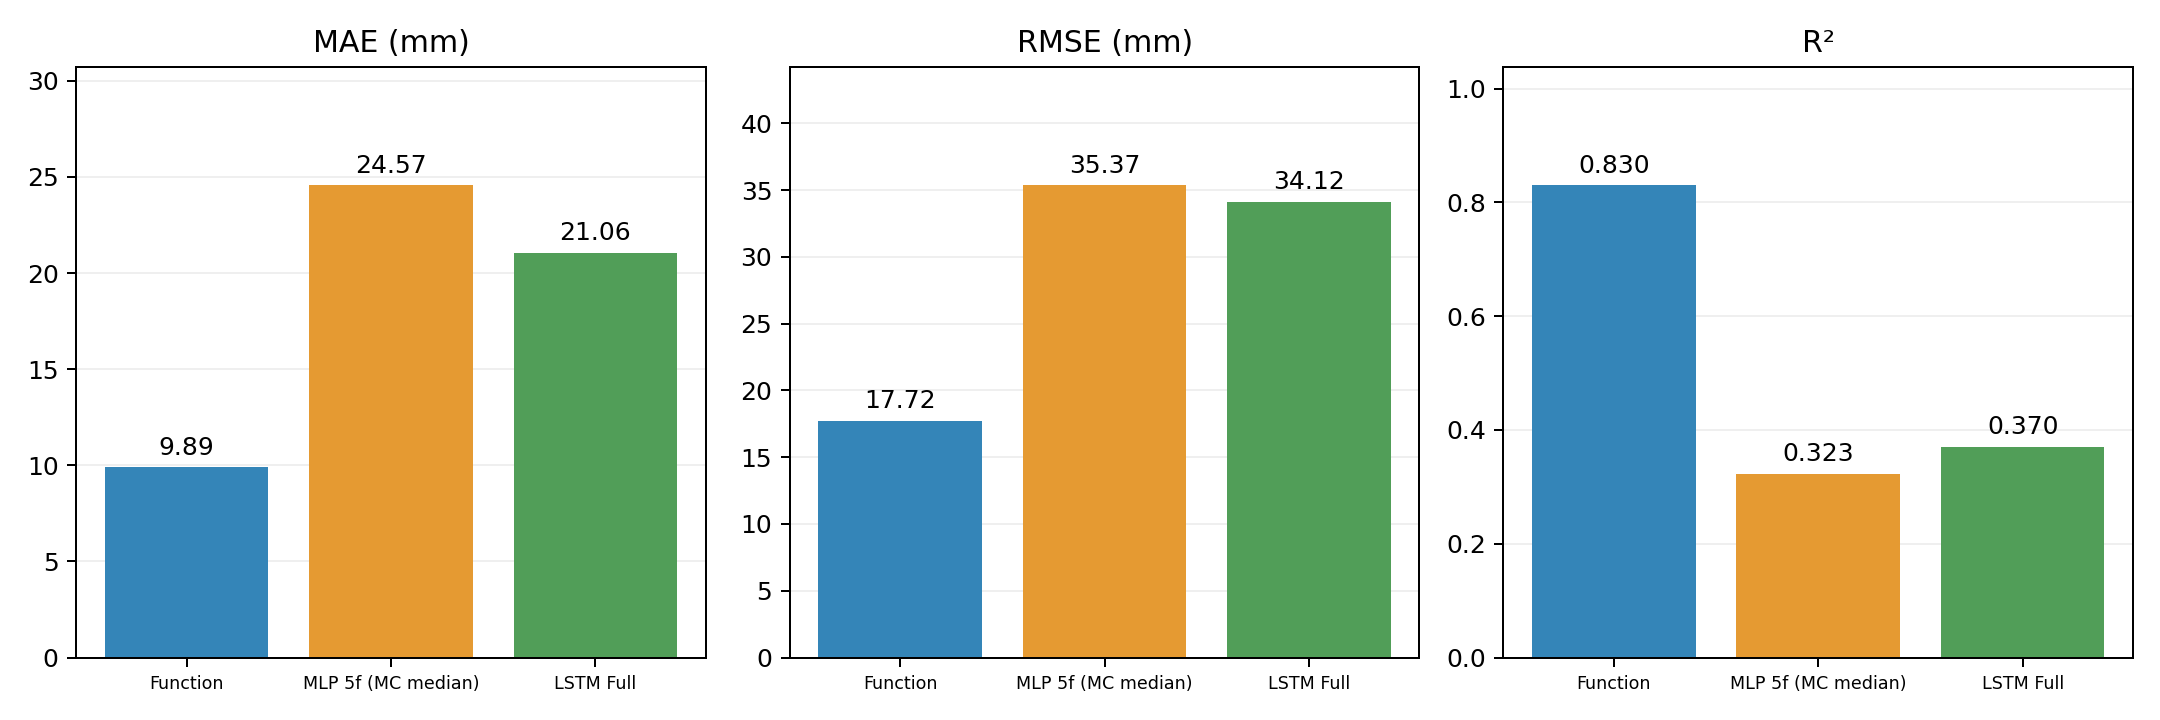 MAE (mm)
30
25
20
15
10
5
0
9.89
24.57
21.06
Function
MLP 5f (MC median)
LSTM Full
RMSE (mm)
40
35
30
25
20
15
10
5
0
17.72
35.37
34.12
Function
MLP 5f (MC median)
LSTM Full
R²
1.0
0.8
0.6
0.4
0.2
0.0
0.830
0.323
0.370
Function
MLP 5f (MC median)
LSTM Full